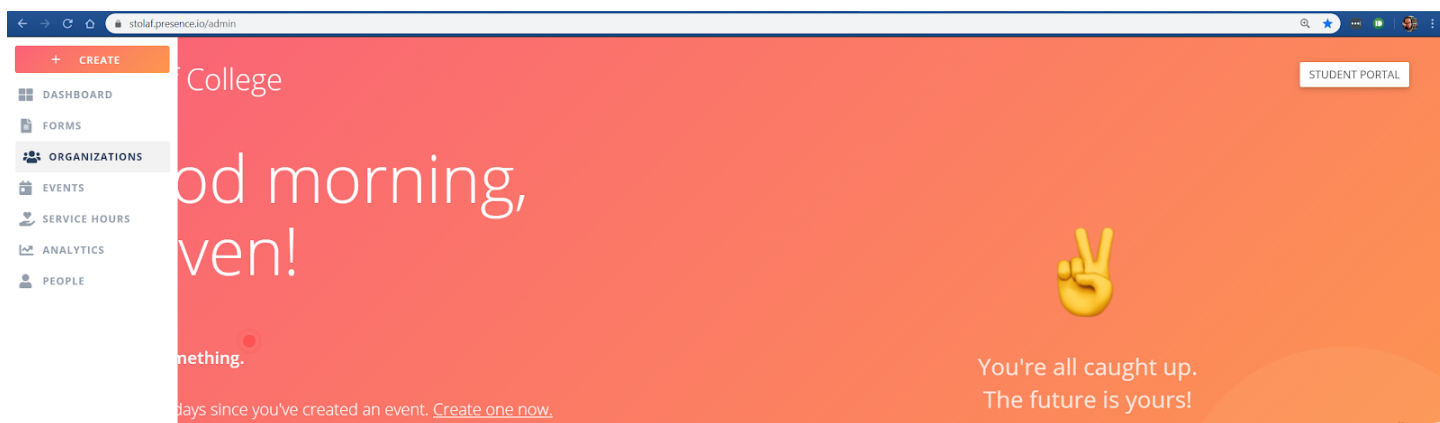 stolaf.presence.io/admin
+ CREATE
DASHBOARD
FORMS
ORGANIZATIONS
EVENTS
SERVICE HOURS
ANALYTICS
PEOPLE
College
STUDENT PORTAL
od morning,
ven!
mething.
days since you've created an event. Create one now.
You're all caught up.
The future is yours!